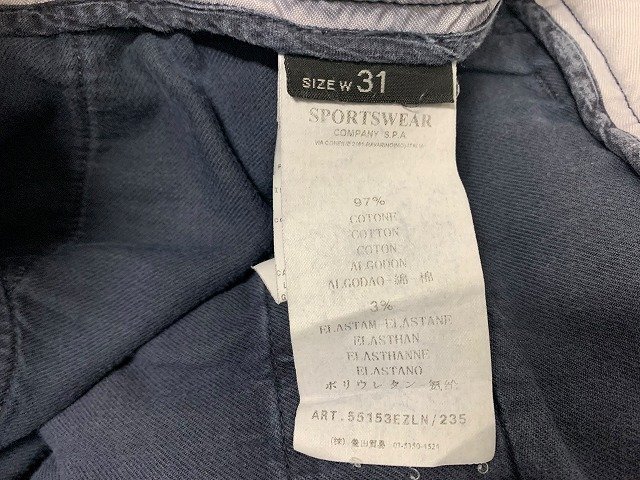 SIZE W 31
SPORTSWEAR
COMPANY S.P.A
97%
COTONE
COTTON
COTON
ALGODON
ALGODAO-綿-棉
3%
ELASTAM-ELASTANE
ELASTHAN
ELASTHANNE
ELASTANO
ポリウレタン-氨綸
ART.55153EZLN/235